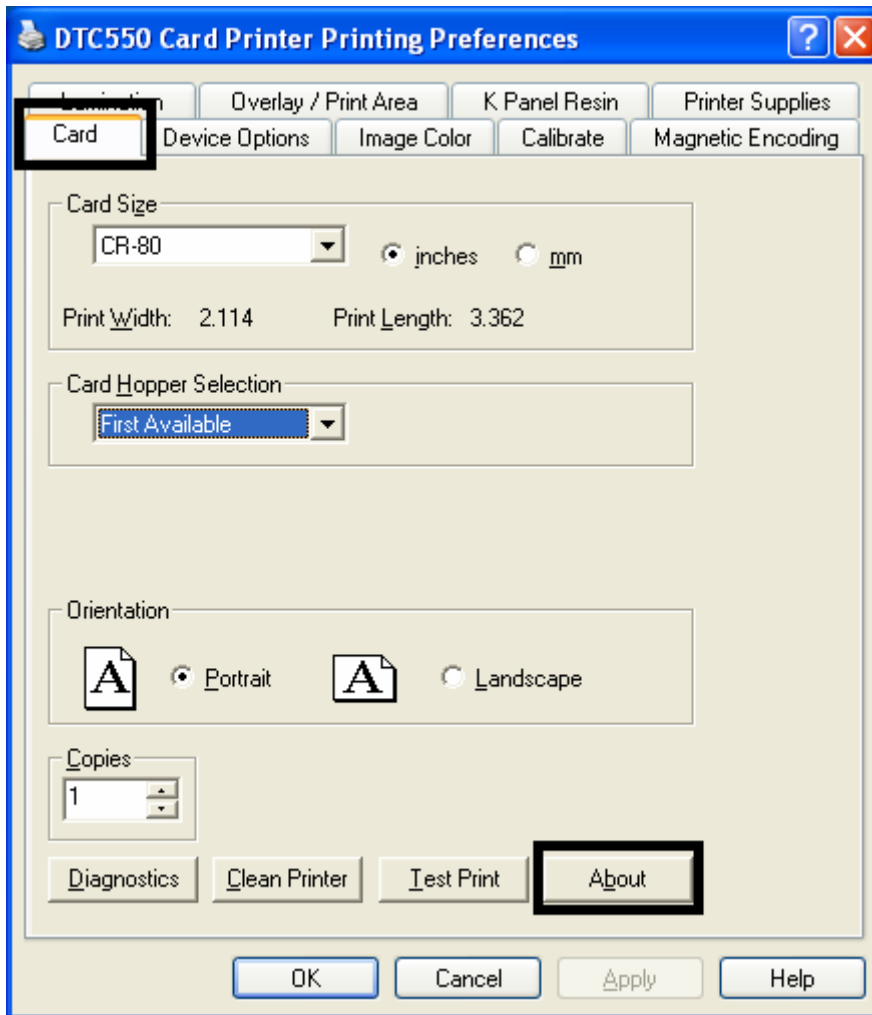 DTC550 Card Printer Printing Preferences
Lamination Overlay / Print Area K Panel Resin Printer Supplies
Card Device Options Image Color Calibrate Magnetic Encoding
Card Size
CR-80 inches mm
Print Width: 2.114 Print Length: 3.362
Card Hopper Selection
First Available
Orientation
A Portrait A Landscape
Copies
1
Diagnostics Clean Printer Test Print About
OK Cancel Apply Help